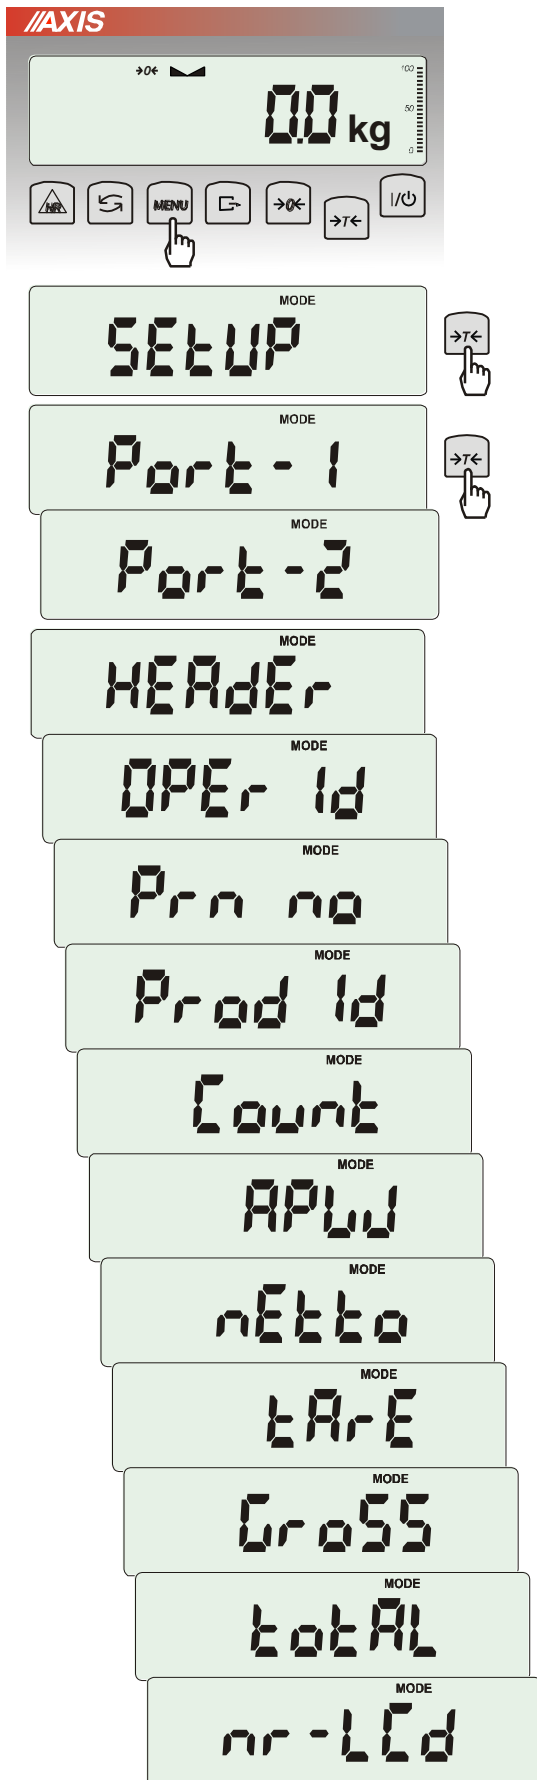 AXIS
→0← 100
0.0 kg 50
0
HR MENU →0← →T← I/⏻
MODE
SEtUP
→T←
MODE
Port-1
→T←
MODE
Port-2
MODE
HEAdEr
MODE
OPEr Id
MODE
Prn no
MODE
Prod Id
MODE
Count
MODE
APW
MODE
nEtto
MODE
tArE
MODE
GroSS
MODE
totAL
MODE
nr-LCd